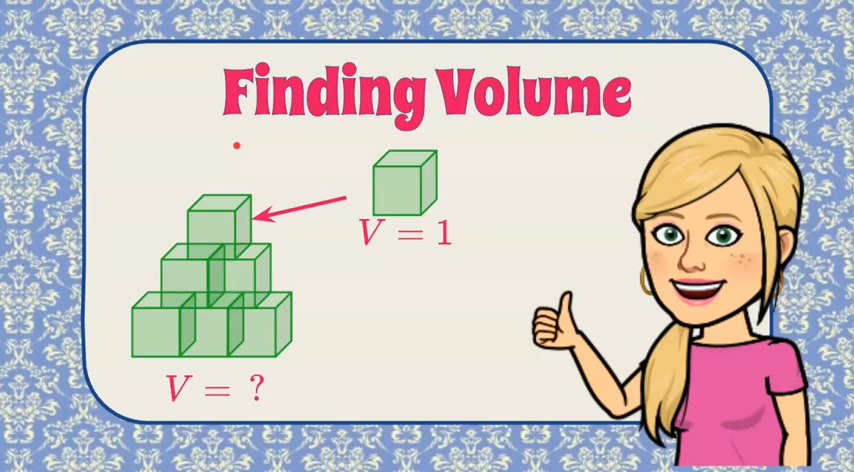 Finding Volume
V = 1
V = ?